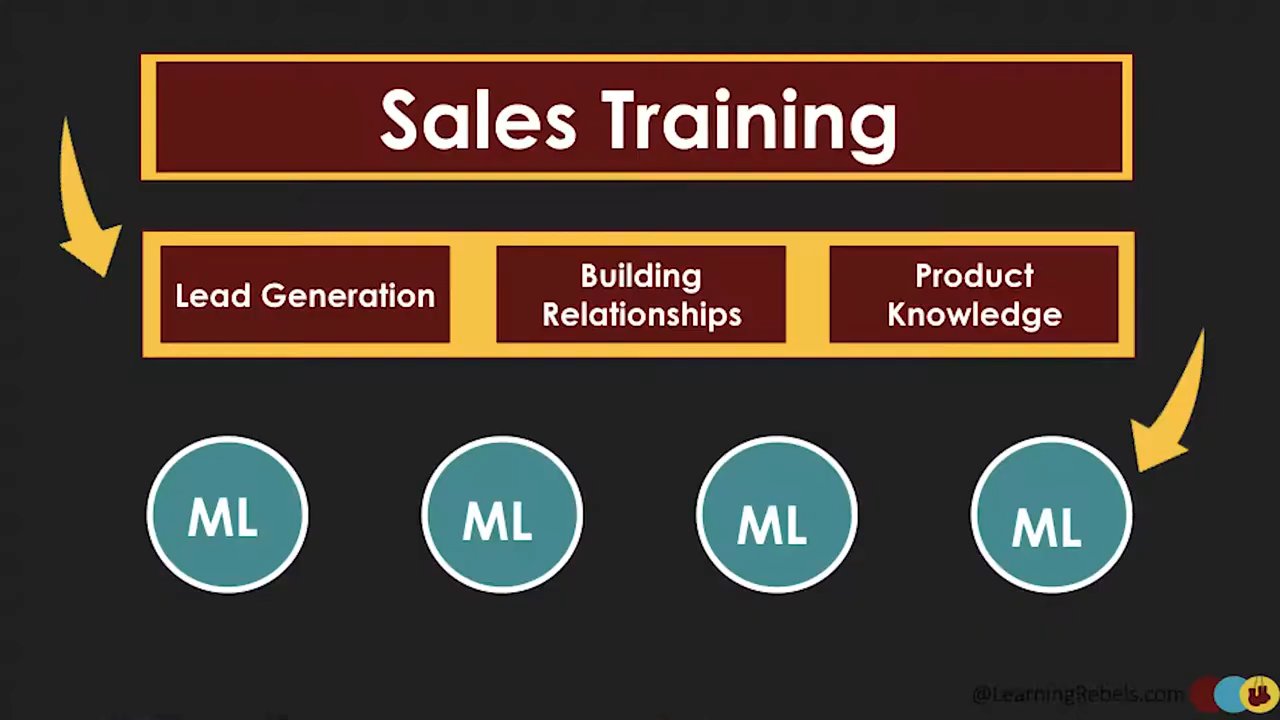 Sales Training
Lead Generation
Building
Relationships
Product
Knowledge
ML
ML
ML
ML
@LearningRebels.com